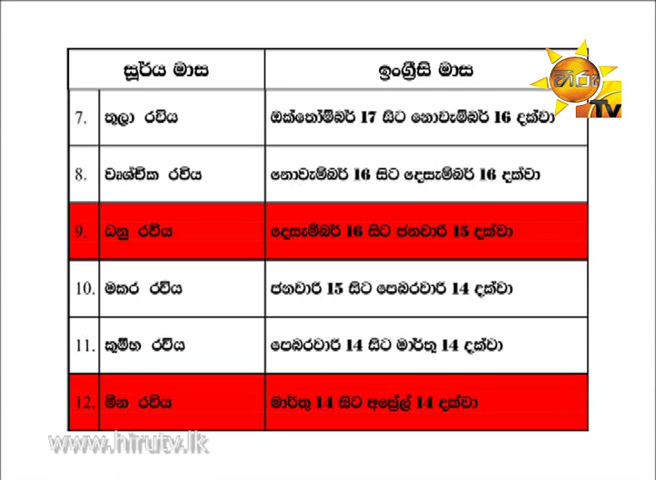 සූර්ය මාස ඉංග්‍රීසි මාස
හිරු
TV
7. තුලා රවිය ඔක්තෝම්බර් 17 සිට නොවැම්බර් 16 දක්වා
8. වෘශ්චික රවිය නොවැම්බර් 16 සිට දෙසැම්බර් 16 දක්වා
9. ධනු රවිය දෙසැම්බර් 16 සිට ජනවාරි 15 දක්වා
10. මකර රවිය ජනවාරි 15 සිට පෙබරවාරි 14 දක්වා
11. කුම්භ රවිය පෙබරවාරි 14 සිට මාර්තු 14 දක්වා
12. මීන රවිය මාර්තු 14 සිට අප්‍රේල් 14 දක්වා
www.hirutv.lk